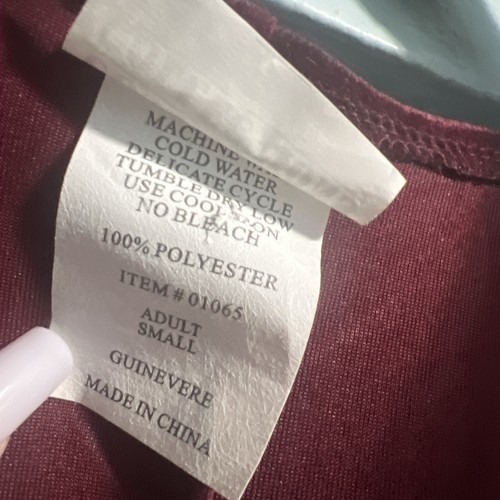 MACHINE
COLD WATER
DELICATE CYCLE
TUMBLE DRY LOW
USE COOL IRON
NO BLEACH
100% POLYESTER
ITEM # 01065
ADULT
SMALL
GUINEVERE
MADE IN CHINA